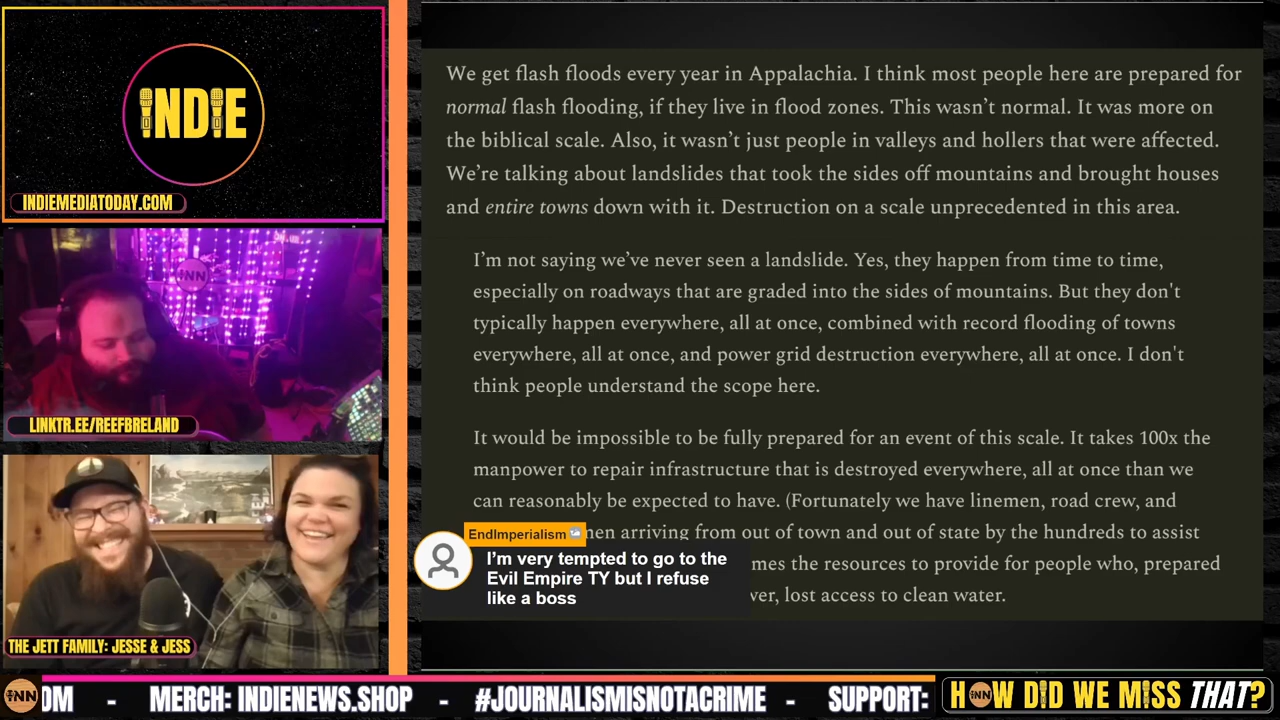 INDIE
INDIEMEDIATODAY.COM
INN
LINKTR.EE/REEFBRELAND
THE JETT FAMILY: JESSE & JESS
We get flash floods every year in Appalachia. I think most people here are prepared for
normal flash flooding, if they live in flood zones. This wasn't normal. It was more on
the biblical scale. Also, it wasn't just people in valleys and hollers that were affected.
We're talking about landslides that took the sides off mountains and brought houses
and entire towns down with it. Destruction on a scale unprecedented in this area.
I'm not saying we've never seen a landslide. Yes, they happen from time to time,
especially on roadways that are graded into the sides of mountains. But they don't
typically happen everywhere, all at once, combined with record flooding of towns
everywhere, all at once, and power grid destruction everywhere, all at once. I don't
think people understand the scope here.
It would be impossible to be fully prepared for an event of this scale. It takes 100x the
manpower to repair infrastructure that is destroyed everywhere, all at once than we
can reasonably be expected to have. (Fortunately we have linemen, road crew, and
men arriving from out of town and out of state by the hundreds to assist
mes the resources to provide for people who, prepared
ver, lost access to clean water.
EndImperialism
I'm very tempted to go to the
Evil Empire TY but I refuse
like a boss
INN OM - MERCH: INDIENEWS.SHOP - #JOURNALISMISNOTACRIME - SUPPORT:
HOW DID WE MISS THAT?